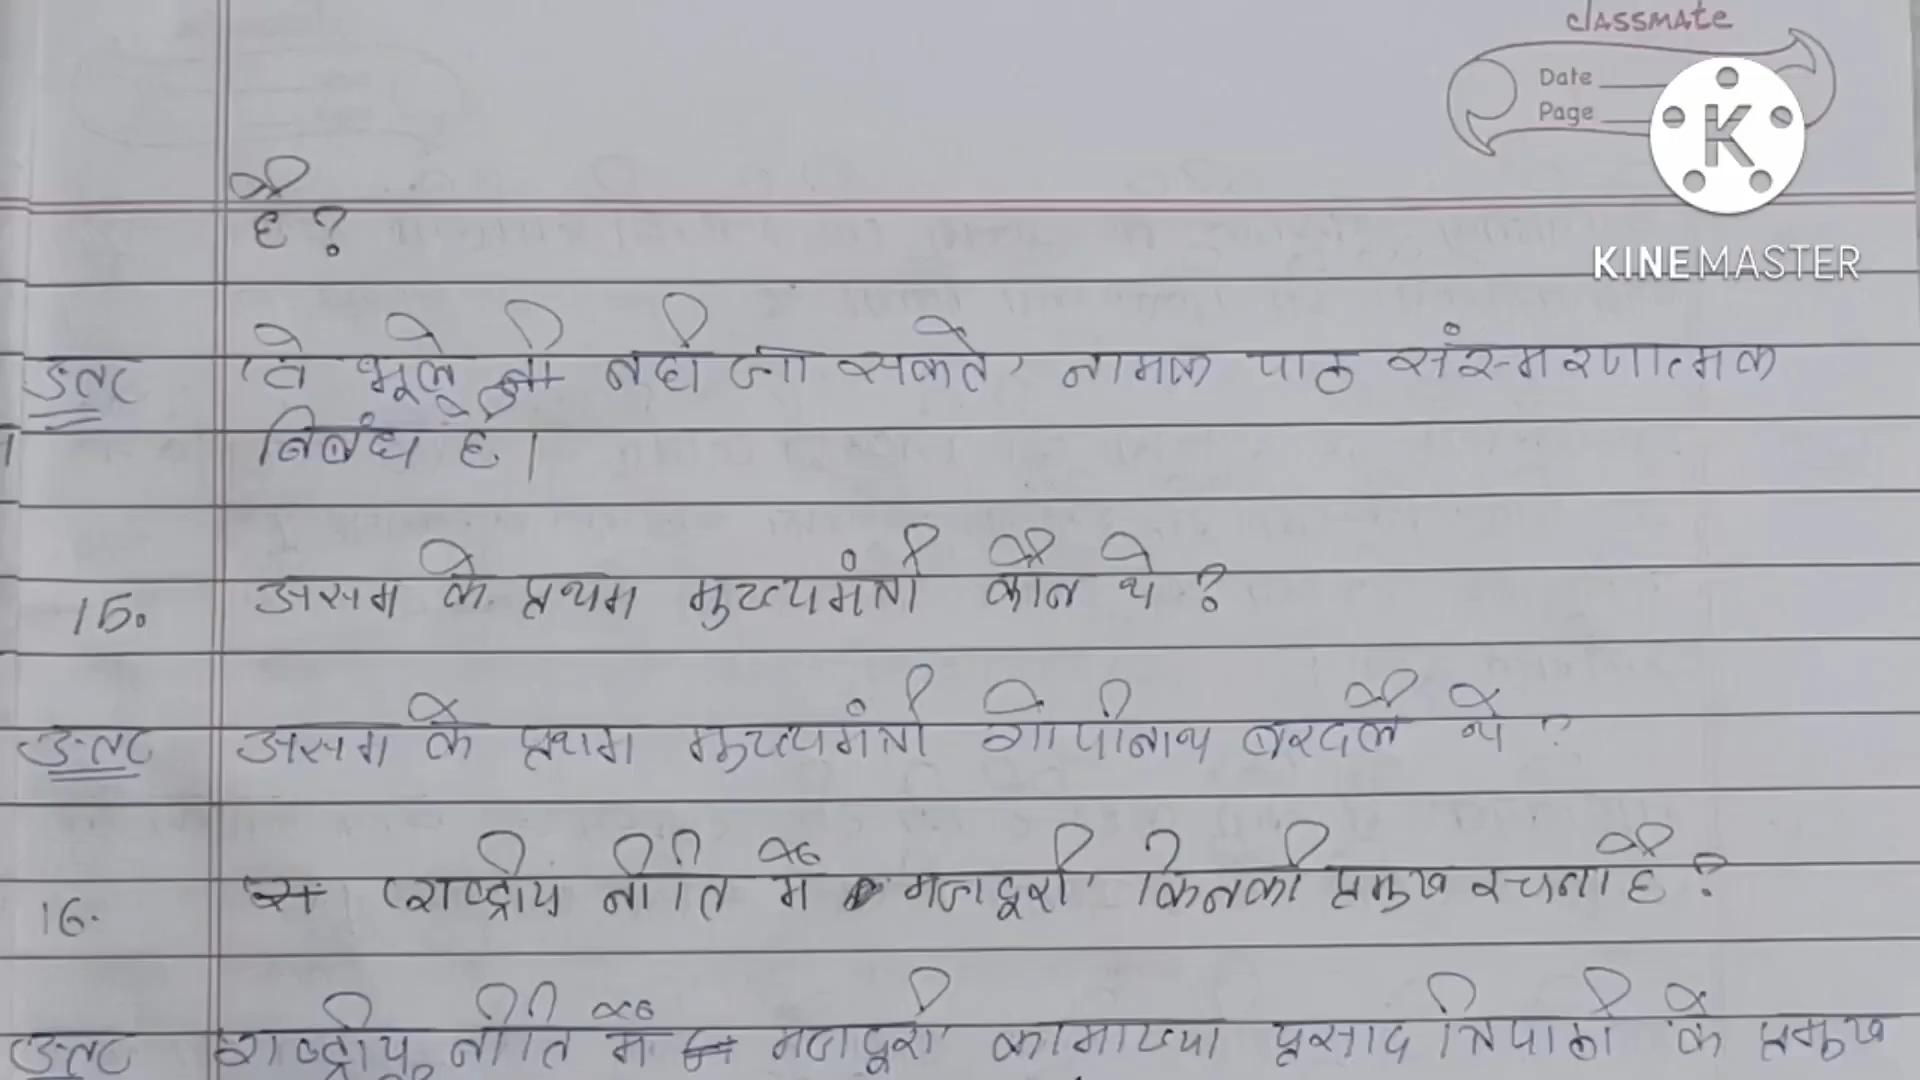 classmate
Date
Page
KINEMASTER
है ?
उत्तर 'वे भूले भी नहीं जा सकते' नामक पाठ संस्मरणात्मक
निबंध है।
15. असम के प्रथम मुख्यमंत्री कौन थे ?
उत्तर असम के प्रथम मुख्यमंत्री गोपीनाथ बरदलै थे ?
16. 'राष्ट्रीय नीति में मजदूरी' किनकी प्रमुख रचना है ?
उत्तर राष्ट्रीय नीति में मजदूरी' कामाख्या प्रसाद त्रिपाठी के प्रमुख